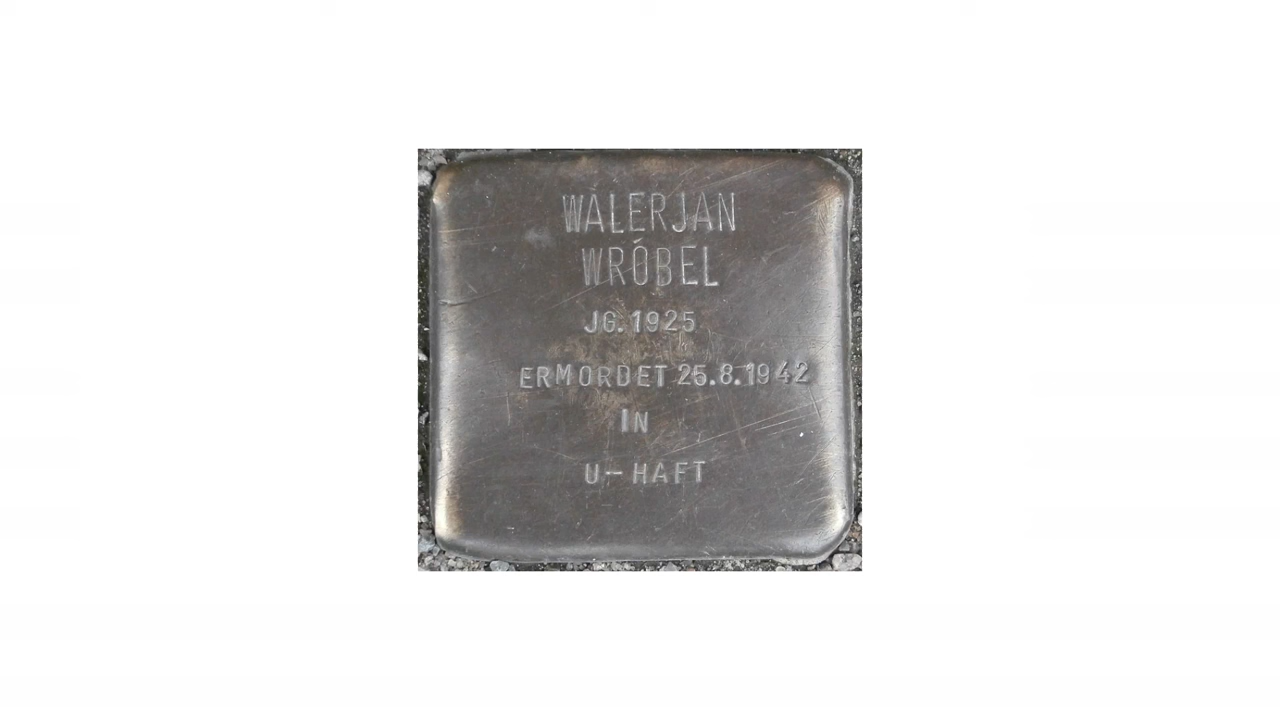 WALERJAN
WRÓBEL
JG. 1925
ERMORDET 25.8.1942
IN
U-HAFT